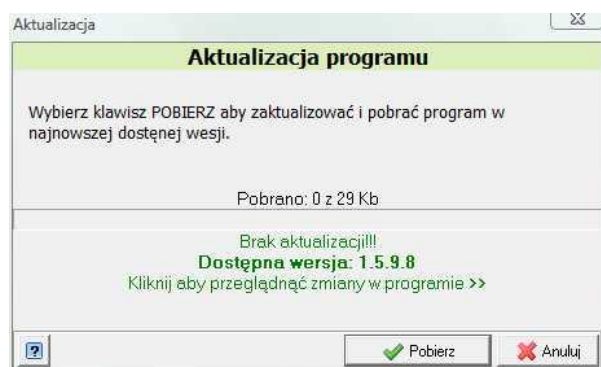 Aktualizacja
Aktualizacja programu
Wybierz klawisz POBIERZ aby zaktualizować i pobrać program w
najnowszej dostęnej wesji.
Pobrano: 0 z 29 Kb
Brak aktualizacji!!!
Dostępna wersja: 1.5.9.8
Kliknij aby przeglądnąć zmiany w programie >>
? Pobierz Anuluj